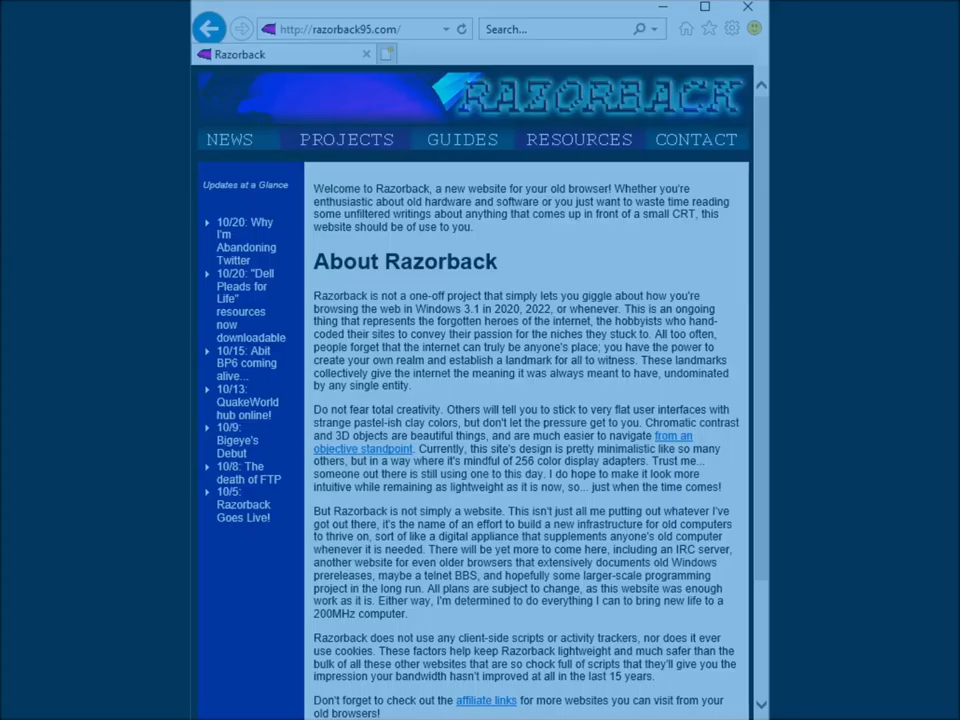 http://razorback95.com/
Search...
Razorback
RAZORBACK
NEWS PROJECTS GUIDES RESOURCES CONTACT
Updates at a Glance
10/20: Why
I'm
Abandoning
Twitter
10/20: "Dell
Pleads for
Life"
resources
now
downloadable
10/15: Abit
BP6 coming
alive...
10/13:
QuakeWorld
hub online!
10/9:
Bigeye's
Debut
10/8: The
death of FTP
10/5:
Razorback
Goes Live!
Welcome to Razorback, a new website for your old browser! Whether you're
enthusiastic about old hardware and software or you just want to waste time reading
some unfiltered writings about anything that comes up in front of a small CRT, this
website should be of use to you.
About Razorback
Razorback is not a one-off project that simply lets you giggle about how you're
browsing the web in Windows 3.1 in 2020, 2022, or whenever. This is an ongoing
thing that represents the forgotten heroes of the internet, the hobbyists who hand-
coded their sites to convey their passion for the niches they stuck to. All too often,
people forget that the internet can truly be anyone's place; you have the power to
create your own realm and establish a landmark for all to witness. These landmarks
collectively give the internet the meaning it was always meant to have, undominated
by any single entity.
Do not fear total creativity. Others will tell you to stick to very flat user interfaces with
strange pastel-ish clay colors, but don't let the pressure get to you. Chromatic contrast
and 3D objects are beautiful things, and are much easier to navigate from an
objective standpoint. Currently, this site's design is pretty minimalistic like so many
others, but in a way where it's mindful of 256 color display adapters. Trust me...
someone out there is still using one to this day. I do hope to make it look more
intuitive while remaining as lightweight as it is now, so... just when the time comes!
But Razorback is not simply a website. This isn't just all me putting out whatever I've
got out there, it's the name of an effort to build a new infrastructure for old computers
to thrive on, sort of like a digital appliance that supplements anyone's old computer
whenever it is needed. There will be yet more to come here, including an IRC server,
another website for even older browsers that extensively documents old Windows
prereleases, maybe a telnet BBS, and hopefully some larger-scale programming
project in the long run. All plans are subject to change, as this website was enough
work as it is. Either way, I'm determined to do everything I can to bring new life to a
200MHz computer.
Razorback does not use any client-side scripts or activity trackers, nor does it ever
use cookies. These factors help keep Razorback lightweight and much safer than the
bulk of all these other websites that are so chock full of scripts that they'll give you the
impression your bandwidth hasn't improved at all in the last 15 years.
Don't forget to check out the affiliate links for more websites you can visit from your
old browsers!